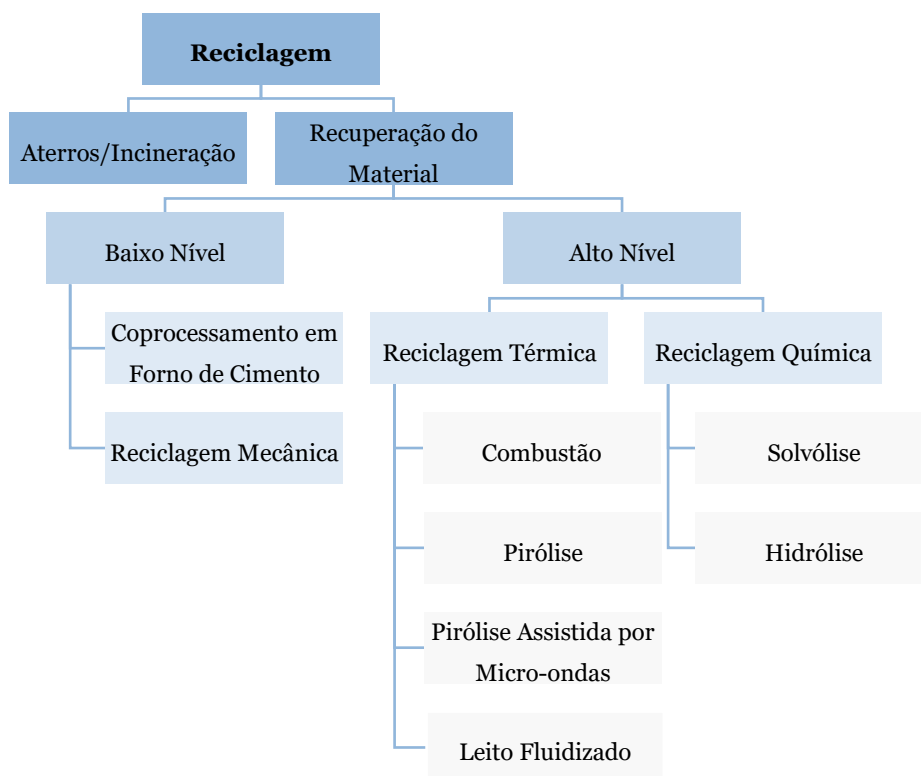 Reciclagem
Aterros/Incineração
Recuperação do
Material
Baixo Nível
Alto Nível
Coprocessamento em
Forno de Cimento
Reciclagem Mecânica
Reciclagem Térmica
Reciclagem Química
Combustão
Pirólise
Pirólise Assistida por
Micro-ondas
Leito Fluidizado
Solvólise
Hidrólise